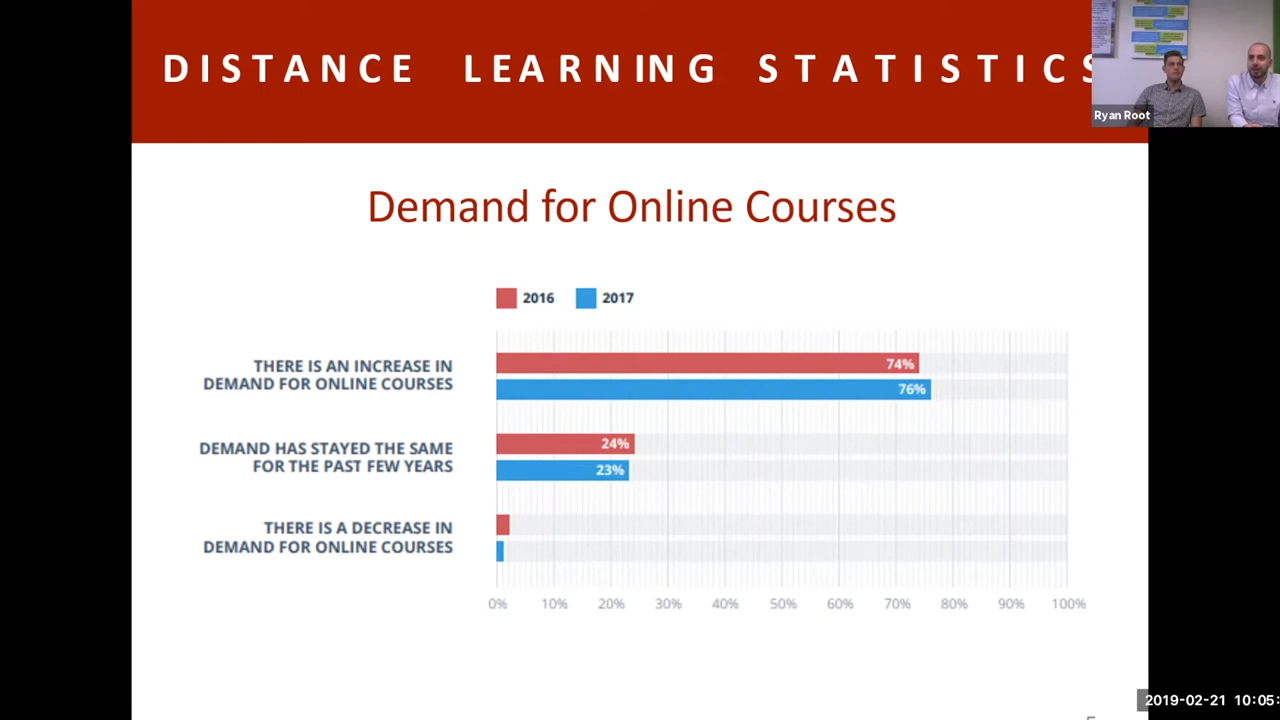 DISTANCE LEARNING STATISTICS
Ryan Root
Demand for Online Courses
2016 2017
THERE IS AN INCREASE IN
DEMAND FOR ONLINE COURSES
74%
76%
DEMAND HAS STAYED THE SAME
FOR THE PAST FEW YEARS
24%
23%
THERE IS A DECREASE IN
DEMAND FOR ONLINE COURSES
0% 10% 20% 30% 40% 50% 60% 70% 80% 90% 100%
2019-02-21 10:05: